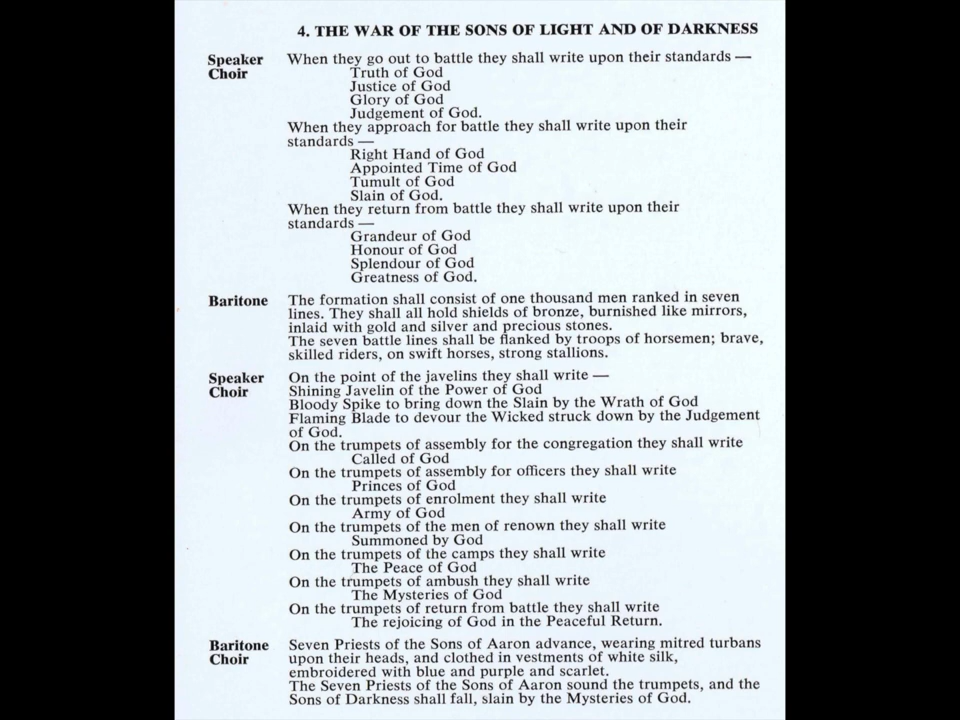 4. THE WAR OF THE SONS OF LIGHT AND OF DARKNESS
Speaker When they go out to battle they shall write upon their standards —
Choir Truth of God
Justice of God
Glory of God
Judgement of God.
When they approach for battle they shall write upon their
standards —
Right Hand of God
Appointed Time of God
Tumult of God
Slain of God.
When they return from battle they shall write upon their
standards —
Grandeur of God
Honour of God
Splendour of God
Greatness of God.
Baritone The formation shall consist of one thousand men ranked in seven
lines. They shall all hold shields of bronze, burnished like mirrors,
inlaid with gold and silver and precious stones.
The seven battle lines shall be flanked by troops of horsemen; brave,
skilled riders, on swift horses, strong stallions.
Speaker On the point of the javelins they shall write —
Choir Shining Javelin of the Power of God
Bloody Spike to bring down the Slain by the Wrath of God
Flaming Blade to devour the Wicked struck down by the Judgement
of God.
On the trumpets of assembly for the congregation they shall write
Called of God
On the trumpets of assembly for officers they shall write
Princes of God
On the trumpets of enrolment they shall write
Army of God
On the trumpets of the men of renown they shall write
Summoned by God
On the trumpets of the camps they shall write
The Peace of God
On the trumpets of ambush they shall write
The Mysteries of God
On the trumpets of return from battle they shall write
The rejoicing of God in the Peaceful Return.
Baritone Seven Priests of the Sons of Aaron advance, wearing mitred turbans
Choir upon their heads, and clothed in vestments of white silk,
embroidered with blue and purple and scarlet.
The Seven Priests of the Sons of Aaron sound the trumpets, and the
Sons of Darkness shall fall, slain by the Mysteries of God.